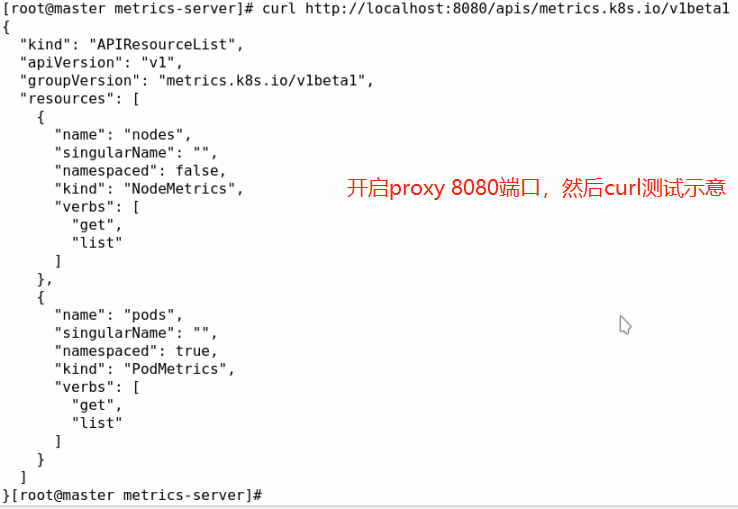 [root@master metrics-server]# curl http://localhost:8080/apis/metrics.k8s.io/v1beta1
{
  "kind": "APIResourceList",
  "apiVersion": "v1",
  "groupVersion": "metrics.k8s.io/v1beta1",
  "resources": [
    {
      "name": "nodes",
      "singularName": "",
      "namespaced": false,
      "kind": "NodeMetrics",
      "verbs": [
        "get",
        "list"
      ]
    },
    {
      "name": "pods",
      "singularName": "",
      "namespaced": true,
      "kind": "PodMetrics",
      "verbs": [
        "get",
        "list"
      ]
    }
  ]
}[root@master metrics-server]#
开启proxy 8080端口，然后curl测试示意